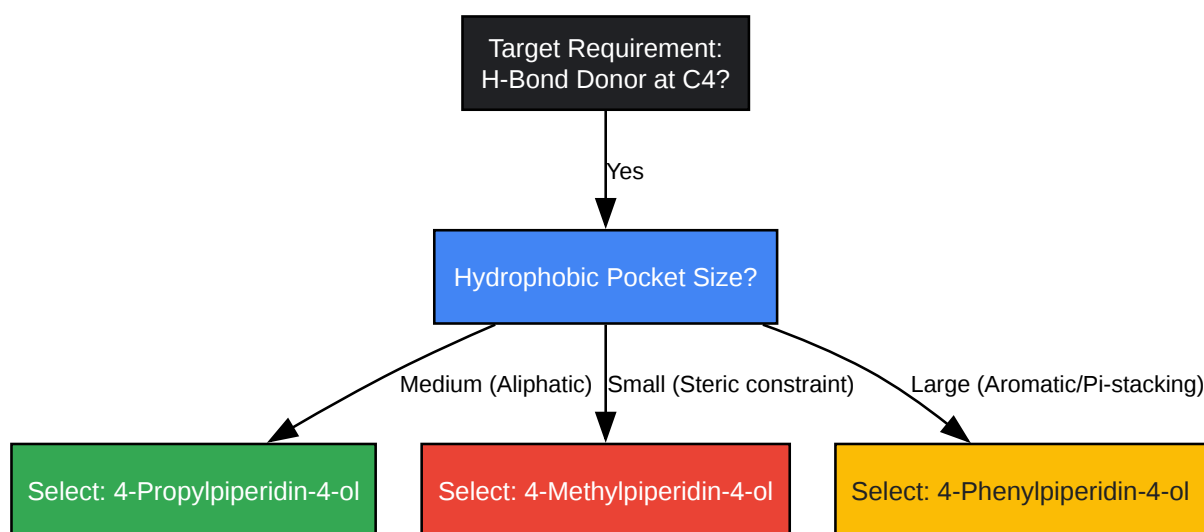 Target Requirement:
H-Bond Donor at C4?
Yes
Hydrophobic Pocket Size?
Medium (Aliphatic)
Small (Steric constraint)
Large (Aromatic/Pi-stacking)
Select: 4-Propylpiperidin-4-ol
Select: 4-Methylpiperidin-4-ol
Select: 4-Phenylpiperidin-4-ol